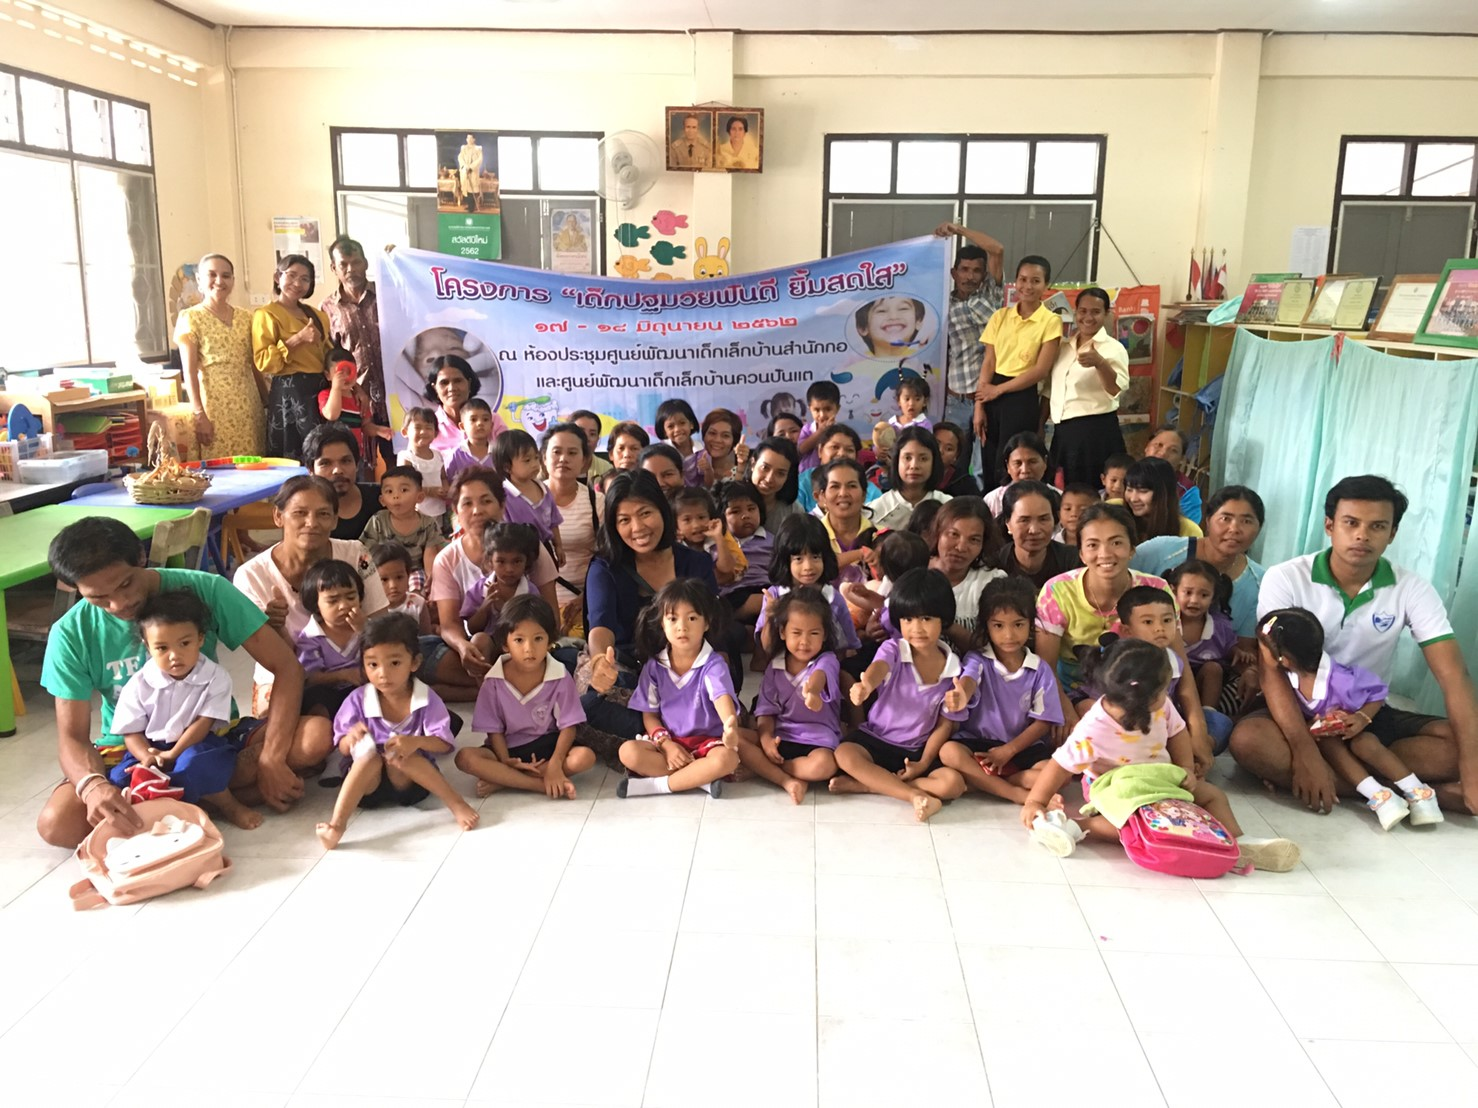 โครงการ "เด็กปฐมวัยฟันดี ยิ้มสดใส"
๑๗ - ๑๘ มิถุนายน ๒๕๖๒
ณ ห้องประชุมศูนย์พัฒนาเด็กเล็กบ้านสำนักกอ
และศูนย์พัฒนาเด็กเล็กบ้านควนปันแต
สวัสดีปีใหม่
2562